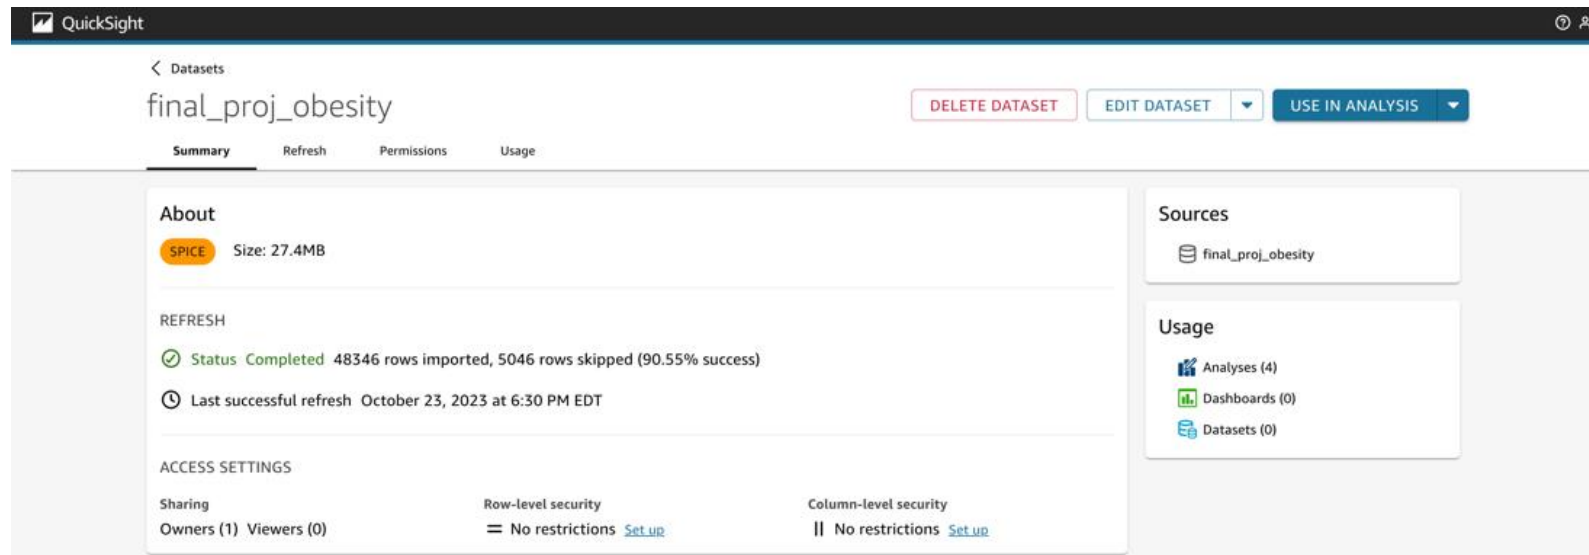 QuickSight
Datasets
final_proj_obesity
DELETE DATASET EDIT DATASET USE IN ANALYSIS
Summary Refresh Permissions Usage
About
SPICE Size: 27.4MB
REFRESH
Status Completed 48346 rows imported, 5046 rows skipped (90.55% success)
Last successful refresh October 23, 2023 at 6:30 PM EDT
ACCESS SETTINGS
Sharing Row-level security Column-level security
Owners (1) Viewers (0) No restrictions Set up No restrictions Set up
Sources
final_proj_obesity
Usage
Analyses (4)
Dashboards (0)
Datasets (0)